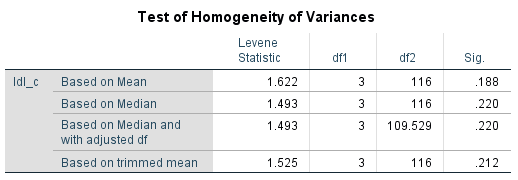 Test of Homogeneity of Variances
Levene
Statistic df1 df2 Sig.
ldl_c Based on Mean 1.622 3 116 .188
Based on Median 1.493 3 116 .220
Based on Median and
with adjusted df 1.493 3 109.529 .220
Based on trimmed mean 1.525 3 116 .212